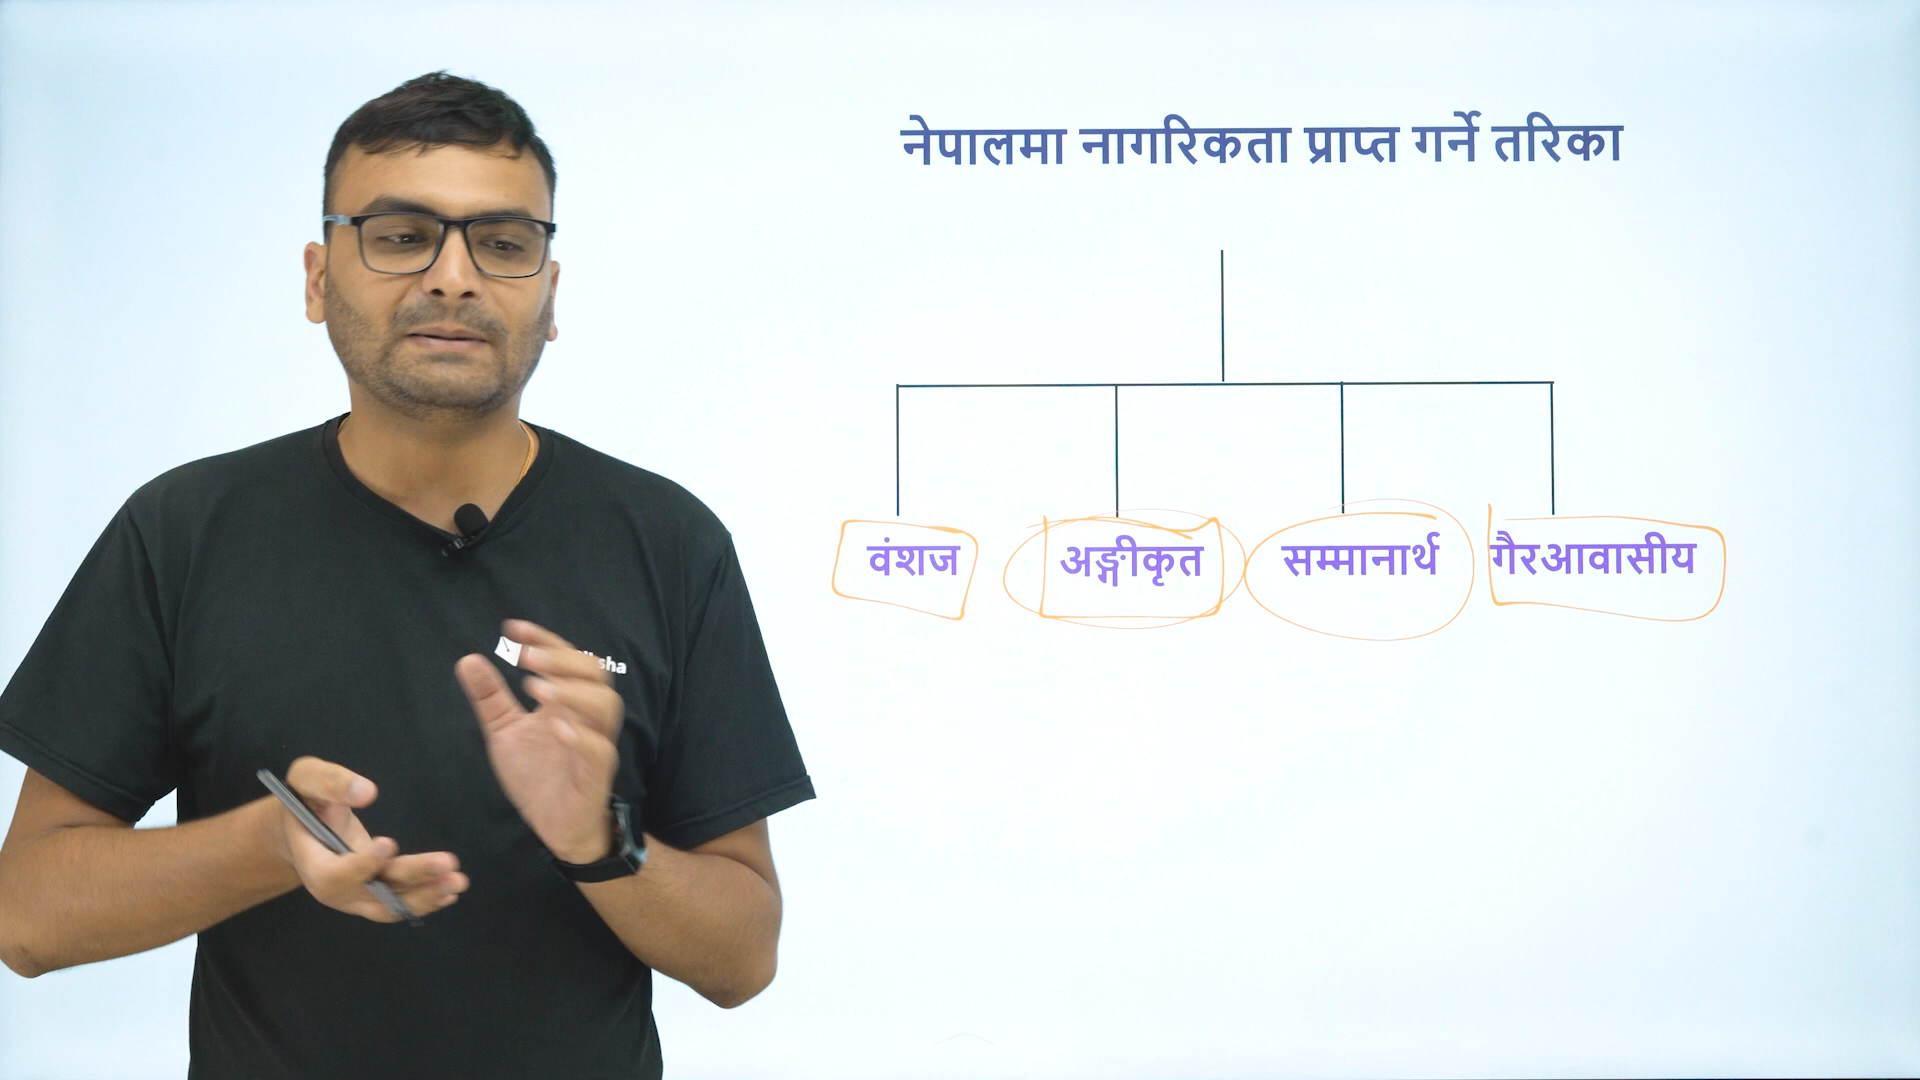 नेपालमा नागरिकता प्राप्त गर्ने तरिका
वंशज अङ्गीकृत सम्मानार्थ गैरआवासीय